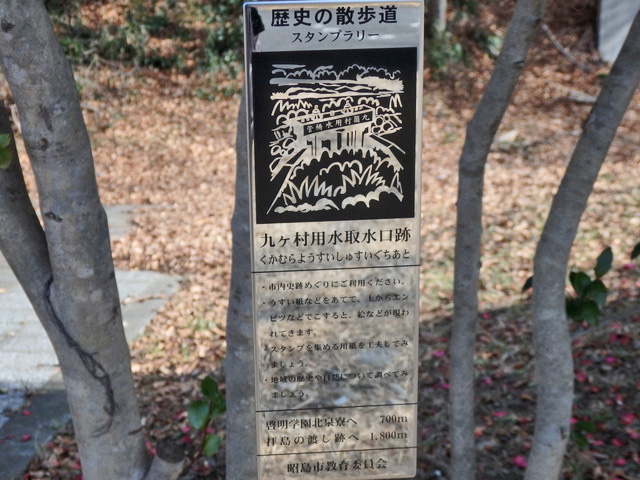 歴史の散歩道
スタンプラリー
九箇村用水樋管
九ヶ村用水取水口跡
くかむらようすいしゅすいぐちあと
・市内史跡めぐりにご利用ください。
・うすい紙などをあてて、上からエン
ピツなどでこすると、絵などが現わ
れてきます。
・スタンプを集める用紙を工夫してみ
ましょう。
・地域の歴史や自然について調べてみ
ましょう。
啓明学園北泉寮へ 700m
拝島の渡し跡へ 1,800m
昭島市教育委員会